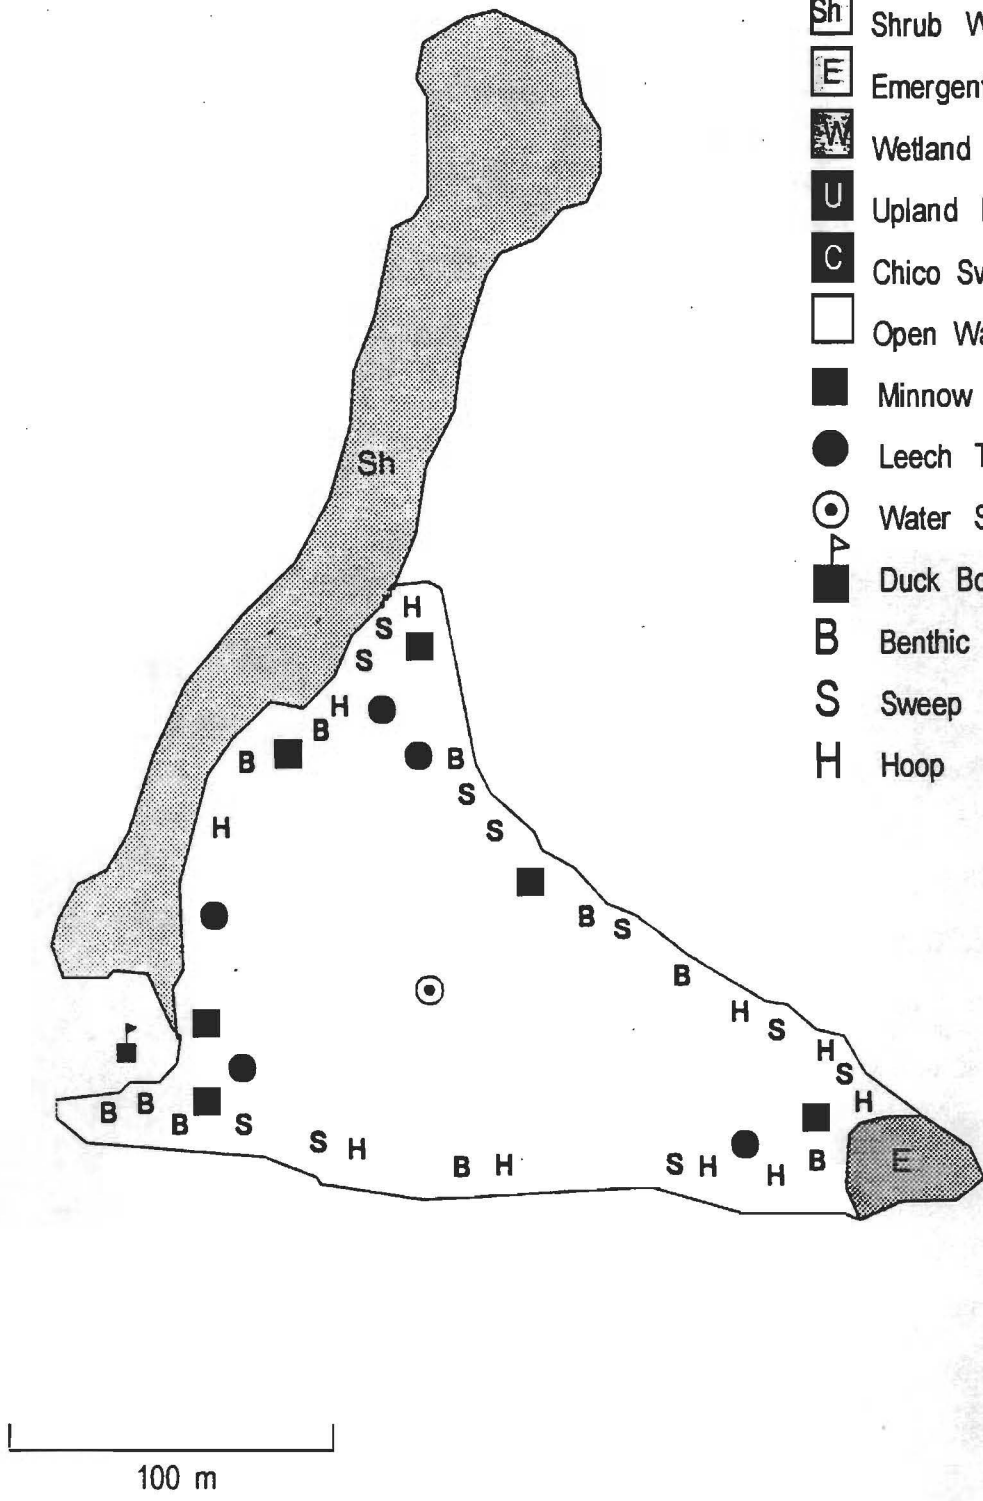 Sh Shrub W
E Emergent
W Wetland
U Upland
C Chico Sw
Open Wa
Minnow
Leech T
Water S
Duck Bo
B Benthic
S Sweep
H Hoop
Sh
H
S
S
H
B
B
B
S
H
S
B
S
B
H
S
H
S
H
B
B
B
S
S
H
B
H
S
H
H
B
E
100 m